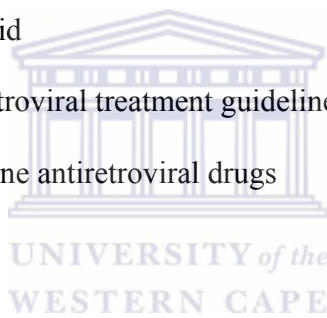 id
troviral treatment guideline
ne antiretroviral drugs
UNIVERSITY of the
WESTERN CAPE